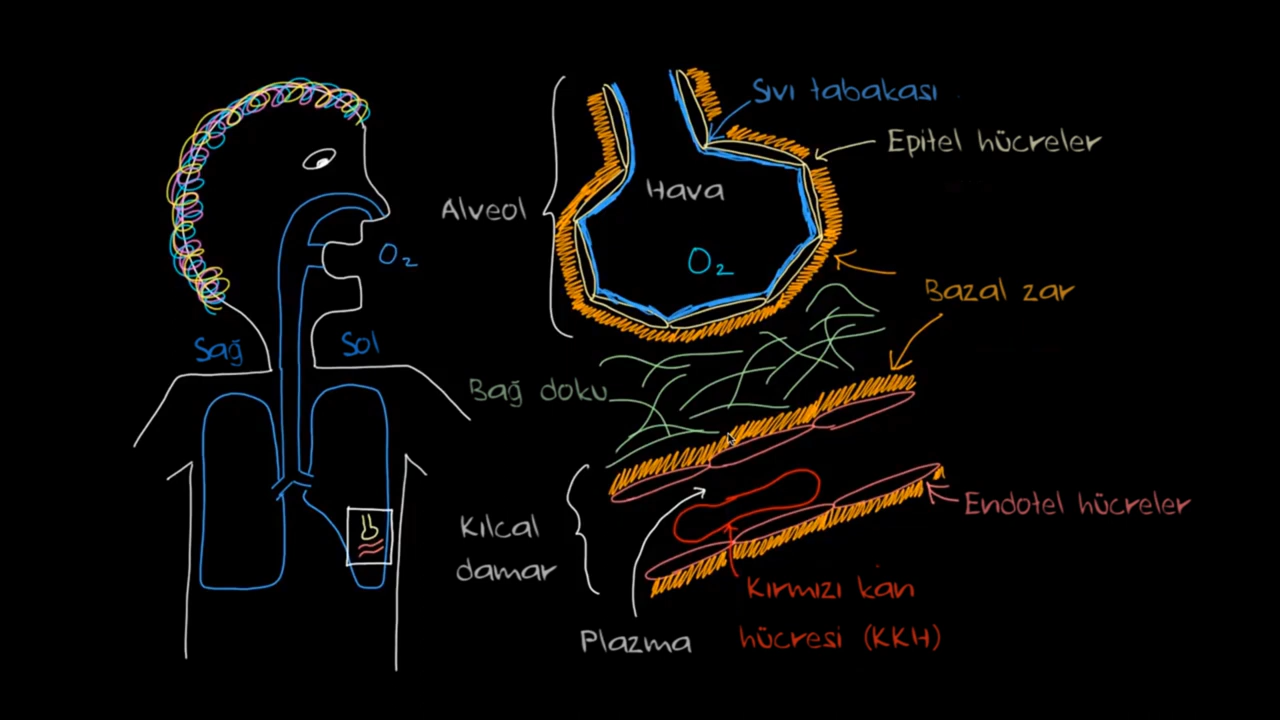 Sıvı tabakası
Epitel hücreler
Hava
Alveol
O₂
O₂
Bazal zar
Sağ
Sol
Bağ doku
Endotel hücreler
Kılcal
damar
Kırmızı kan
hücresi (KKH)
Plazma